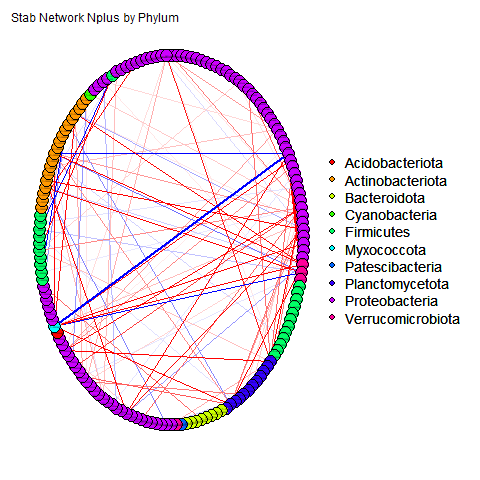 Stab Network Nplus by Phylum
Acidobacteriota
Actinobacteriota
Bacteroidota
Cyanobacteria
Firmicutes
Myxococcota
Patescibacteria
Planctomycetota
Proteobacteria
Verrucomicrobiota